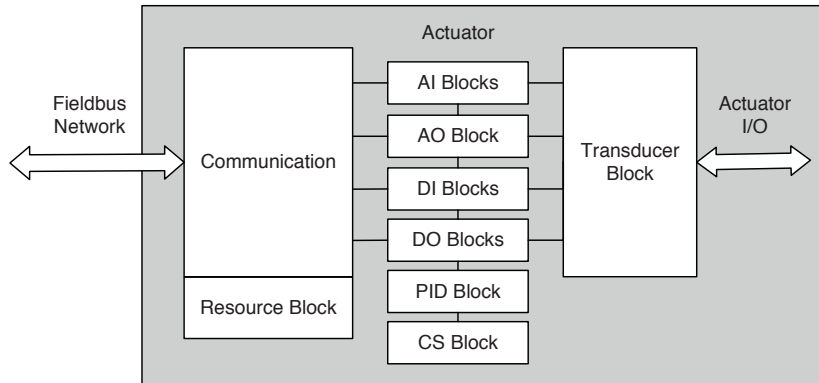 Actuator
Fieldbus
Network
Communication
Resource Block
AI Blocks
AO Block
DI Blocks
DO Blocks
PID Block
CS Block
Transducer
Block
Actuator
I/O